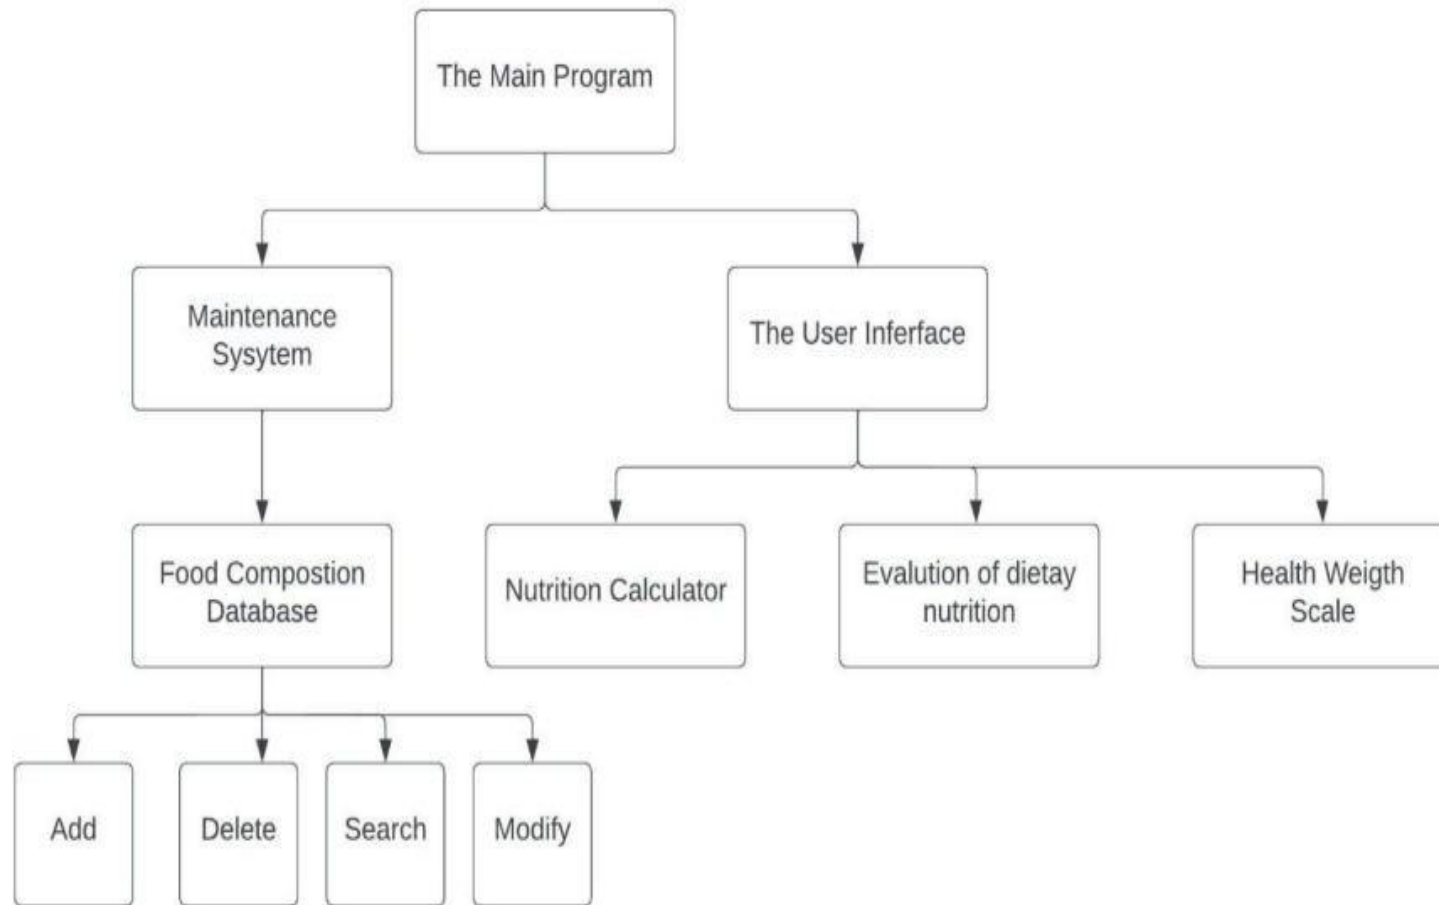 The Main Program
Maintenance
Sysytem
The User Inferface
Food Compostion
Database
Nutrition Calculator
Evalution of dietay
nutrition
Health Weigth
Scale
Add
Delete
Search
Modify